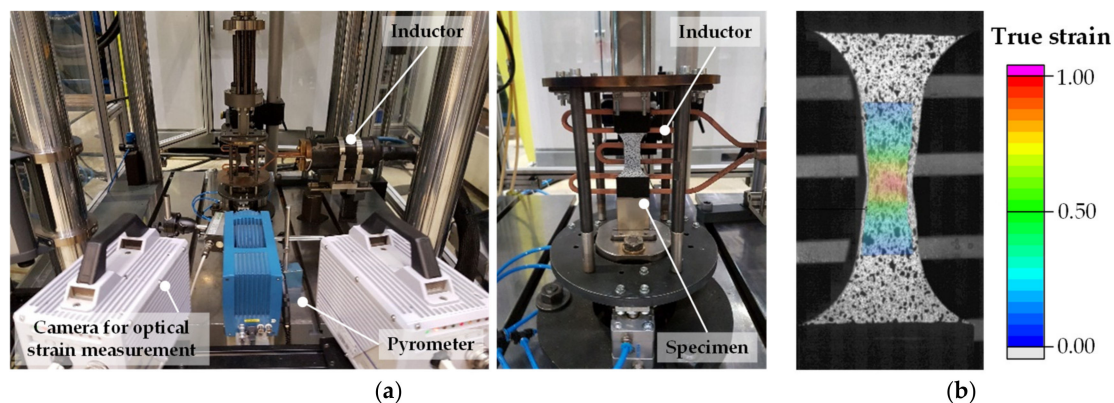 Inductor
Camera for optical
strain measurement
Pyrometer
Inductor
Specimen
True strain
1.00
0.50
0.00
(a)
(b)